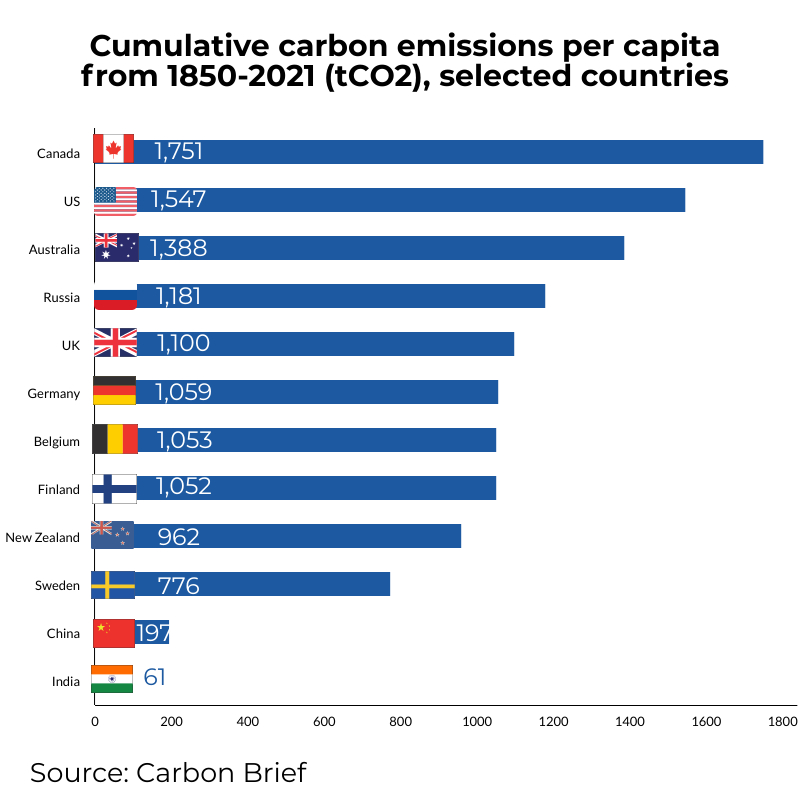 Cumulative carbon emissions per capita
from 1850-2021 (tCO2), selected countries
Canada 1,751
US 1,547
Australia 1,388
Russia 1,181
UK 1,100
Germany 1,059
Belgium 1,053
Finland 1,052
New Zealand 962
Sweden 776
China 197
India 61
0 200 400 600 800 1000 1200 1400 1600 1800
Source: Carbon Brief